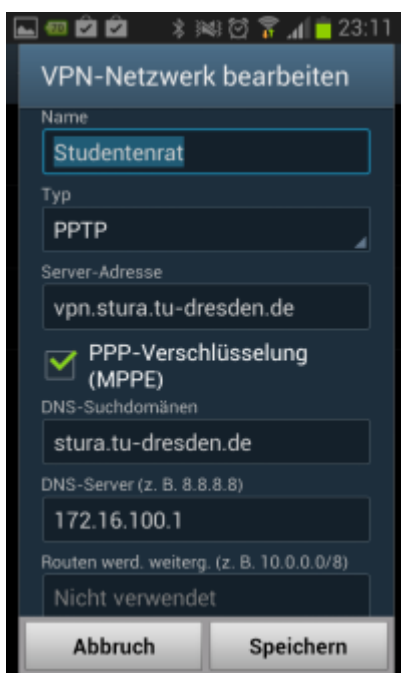 23:11
VPN-Netzwerk bearbeiten
Name
Studentenrat
Typ
PPTP
Server-Adresse
vpn.stura.tu-dresden.de
PPP-Verschlüsselung
(MPPE)
DNS-Suchdomänen
stura.tu-dresden.de
DNS-Server (z. B. 8.8.8.8)
172.16.100.1
Routen werd. weiterg. (z. B. 10.0.0.0/8)
Nicht verwendet
Abbruch
Speichern